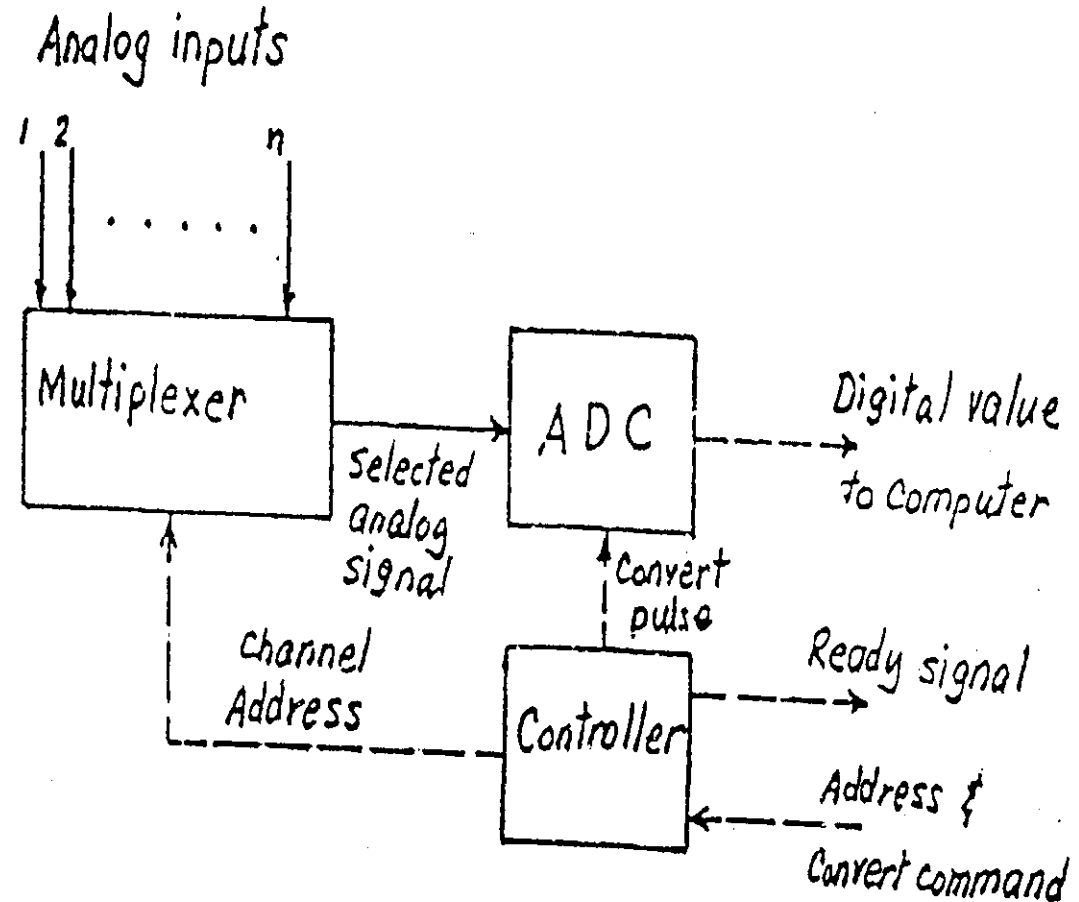 Analog inputs
1 2 n
Multiplexer
ADC
Digital value
to Computer
Selected
analog
signal
Convert
pulse
Channel
Address
Ready signal
Controller
Address &
Convert command